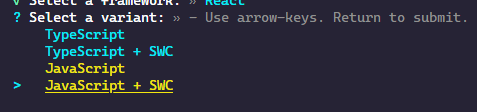 √ Select a framework: » React
? Select a variant: » - Use arrow-keys. Return to submit.
TypeScript
TypeScript + SWC
JavaScript
> JavaScript + SWC